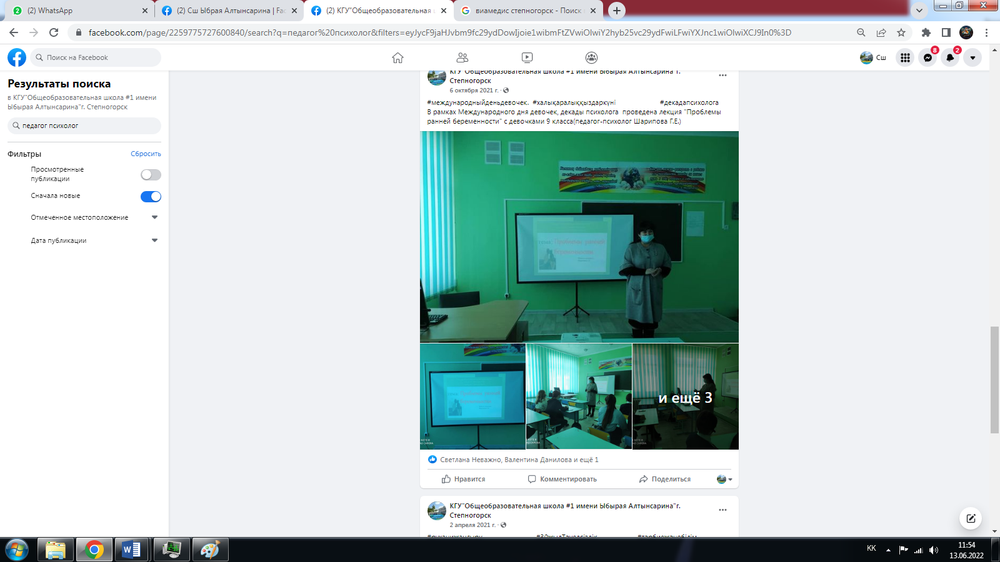 (2) WhatsApp
(2) Сш Ыбрая Алтынсарина | Fac
(2) КГУ"Общеобразовательная ш
виамедис степногорск - Поиск
facebook.com/page/2259775727600840/search?q=педагог%20психолог&filters=eyJycF9jaHJvbm9fc29ydDowIjoie1wibmFtZVwiOlwiY2hyb25vc29ydFwiLFwiYXJnc1wiOlwiXCJ9In0%3D
Поиск на Facebook
Сш
8
2
Результаты поиска
в КГУ"Общеобразовательная школа #1 имени
Ыбырая Алтынсарина"г. Степногорск
педагог психолог
Фильтры
Сбросить
Просмотренные
публикации
Сначала новые
Отмеченное местоположение
Дата публикации
КГУ"Общеобразовательная школа #1 имени Ыбырая Алтынсарина"г.
Степногорск
6 октября 2021 г. ·
#международныйденьдевочек. #халықаралыққыздаркүні #декадапсихолога
В рамках Международного дня девочек, декады психолога проведена лекция "Проблемы
ранней беременности" с девочками 9 класса(педагог-психолог Шарипова Г.Е.)
Проблемы ранней
беременности
и ещё 3
Светлана Неважно, Валентина Данилова и ещё 1
Нравится
Комментировать
Поделиться
КГУ"Общеобразовательная школа #1 имени Ыбырая Алтынсарина"г.
Степногорск
2 апреля 2021 г. ·
#руханижаңғыру #30жылТәуелсіздік #тәрбиежәнебілім
KK
11:54
13.06.2022